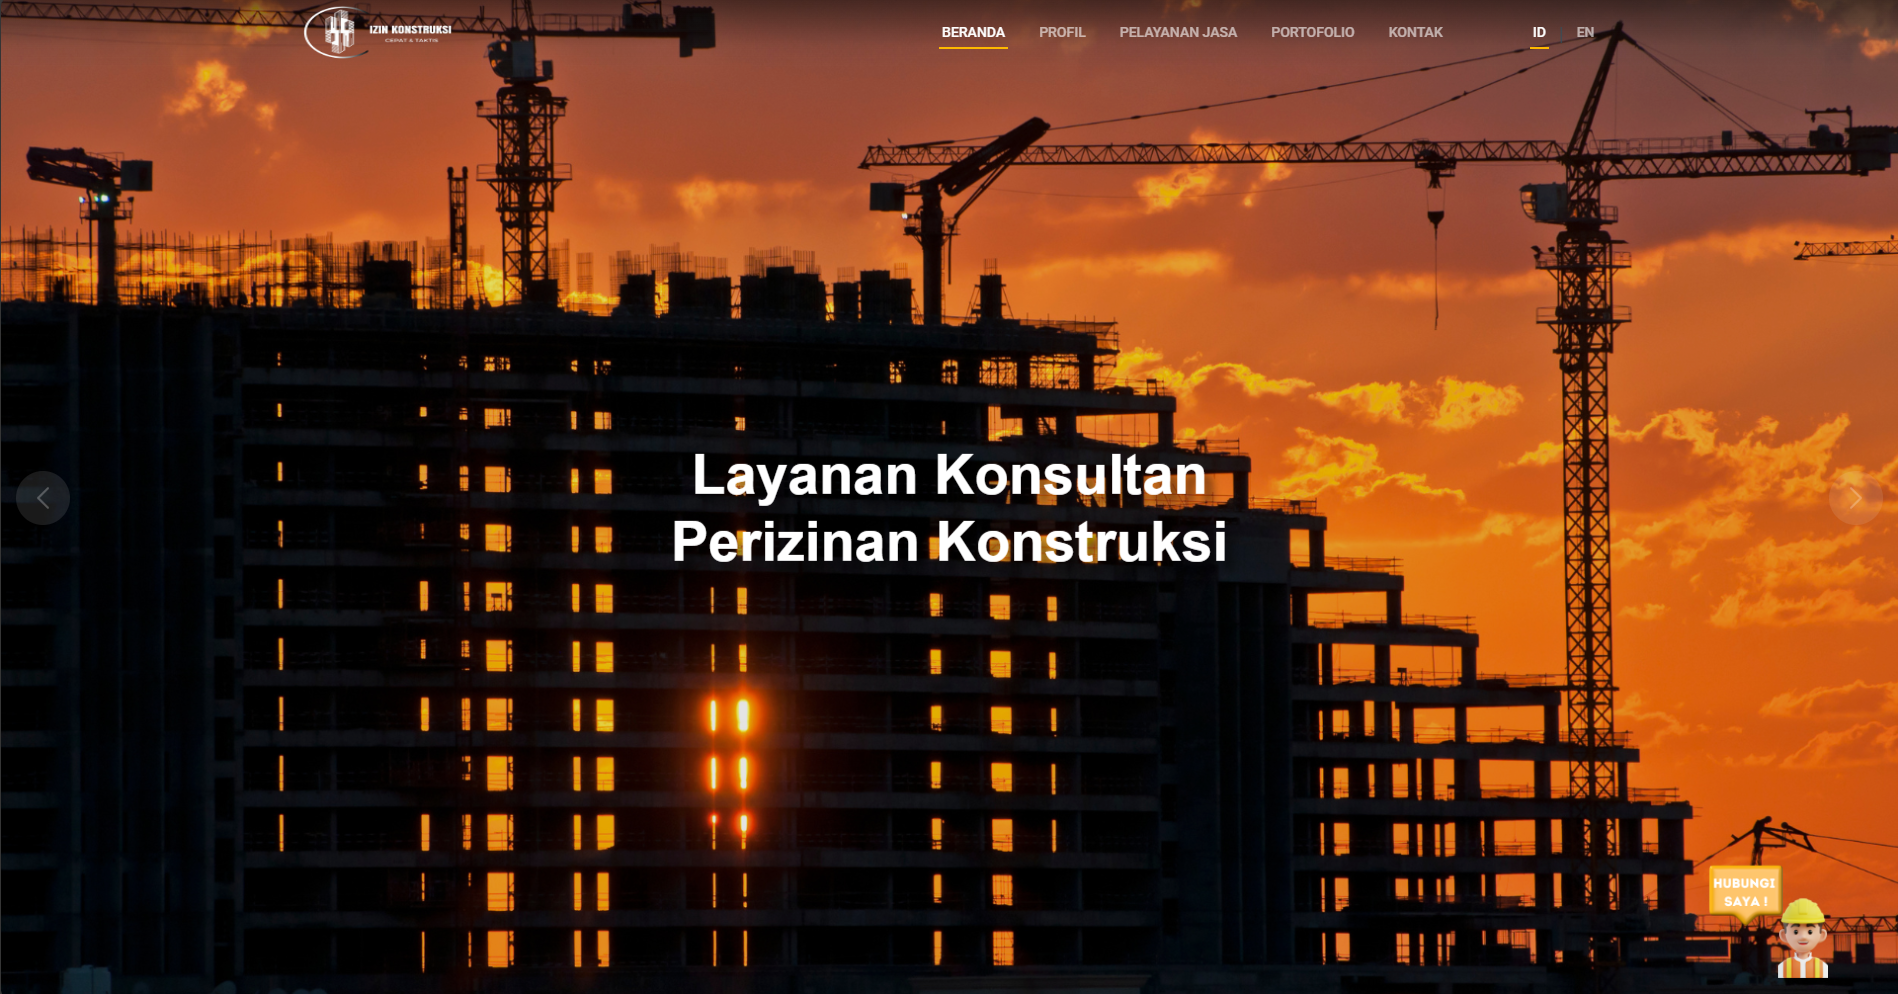 IZIN KONSTRUKSI
CEPAT & TAKTIS
BERANDA
PROFIL
PELAYANAN JASA
PORTOFOLIO
KONTAK
ID
EN
Layanan Konsultan
Perizinan Konstruksi
HUBUNGI
SAYA !